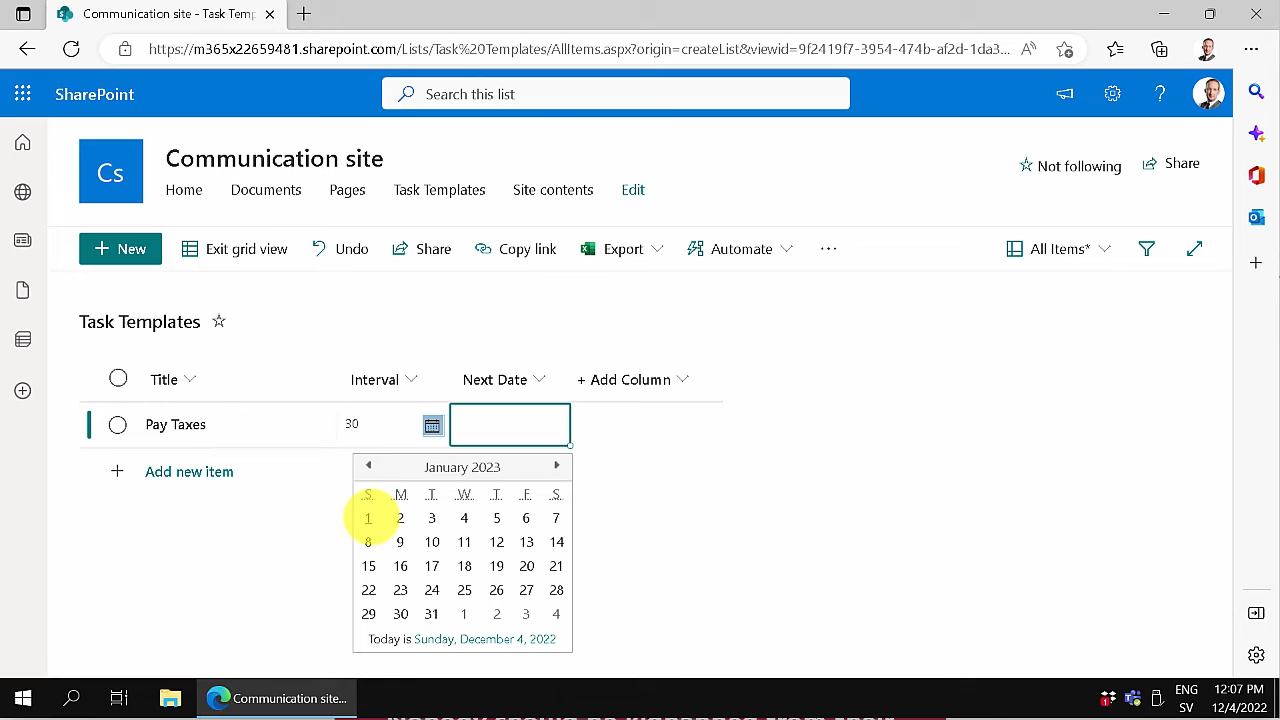 Communication site - Task Temp
https://m365x22659481.sharepoint.com/Lists/Task%20Templates/AllItems.aspx?origin=createList&viewid=9f2419f7-3954-474b-af2d-1da3...
SharePoint
Search this list
Cs
Communication site
Not following
Share
Home Documents Pages Task Templates Site contents Edit
+ New Exit grid view Undo Share Copy link Export Automate ... All Items*
Task Templates
Title Interval Next Date + Add Column
Pay Taxes 30
+ Add new item
January 2023
S M T W T F S
1 2 3 4 5 6 7
8 9 10 11 12 13 14
15 16 17 18 19 20 21
22 23 24 25 26 27 28
29 30 31 1 2 3 4
Today is Sunday, December 4, 2022
Communication site...
ENG
SV
12:07 PM
12/4/2022